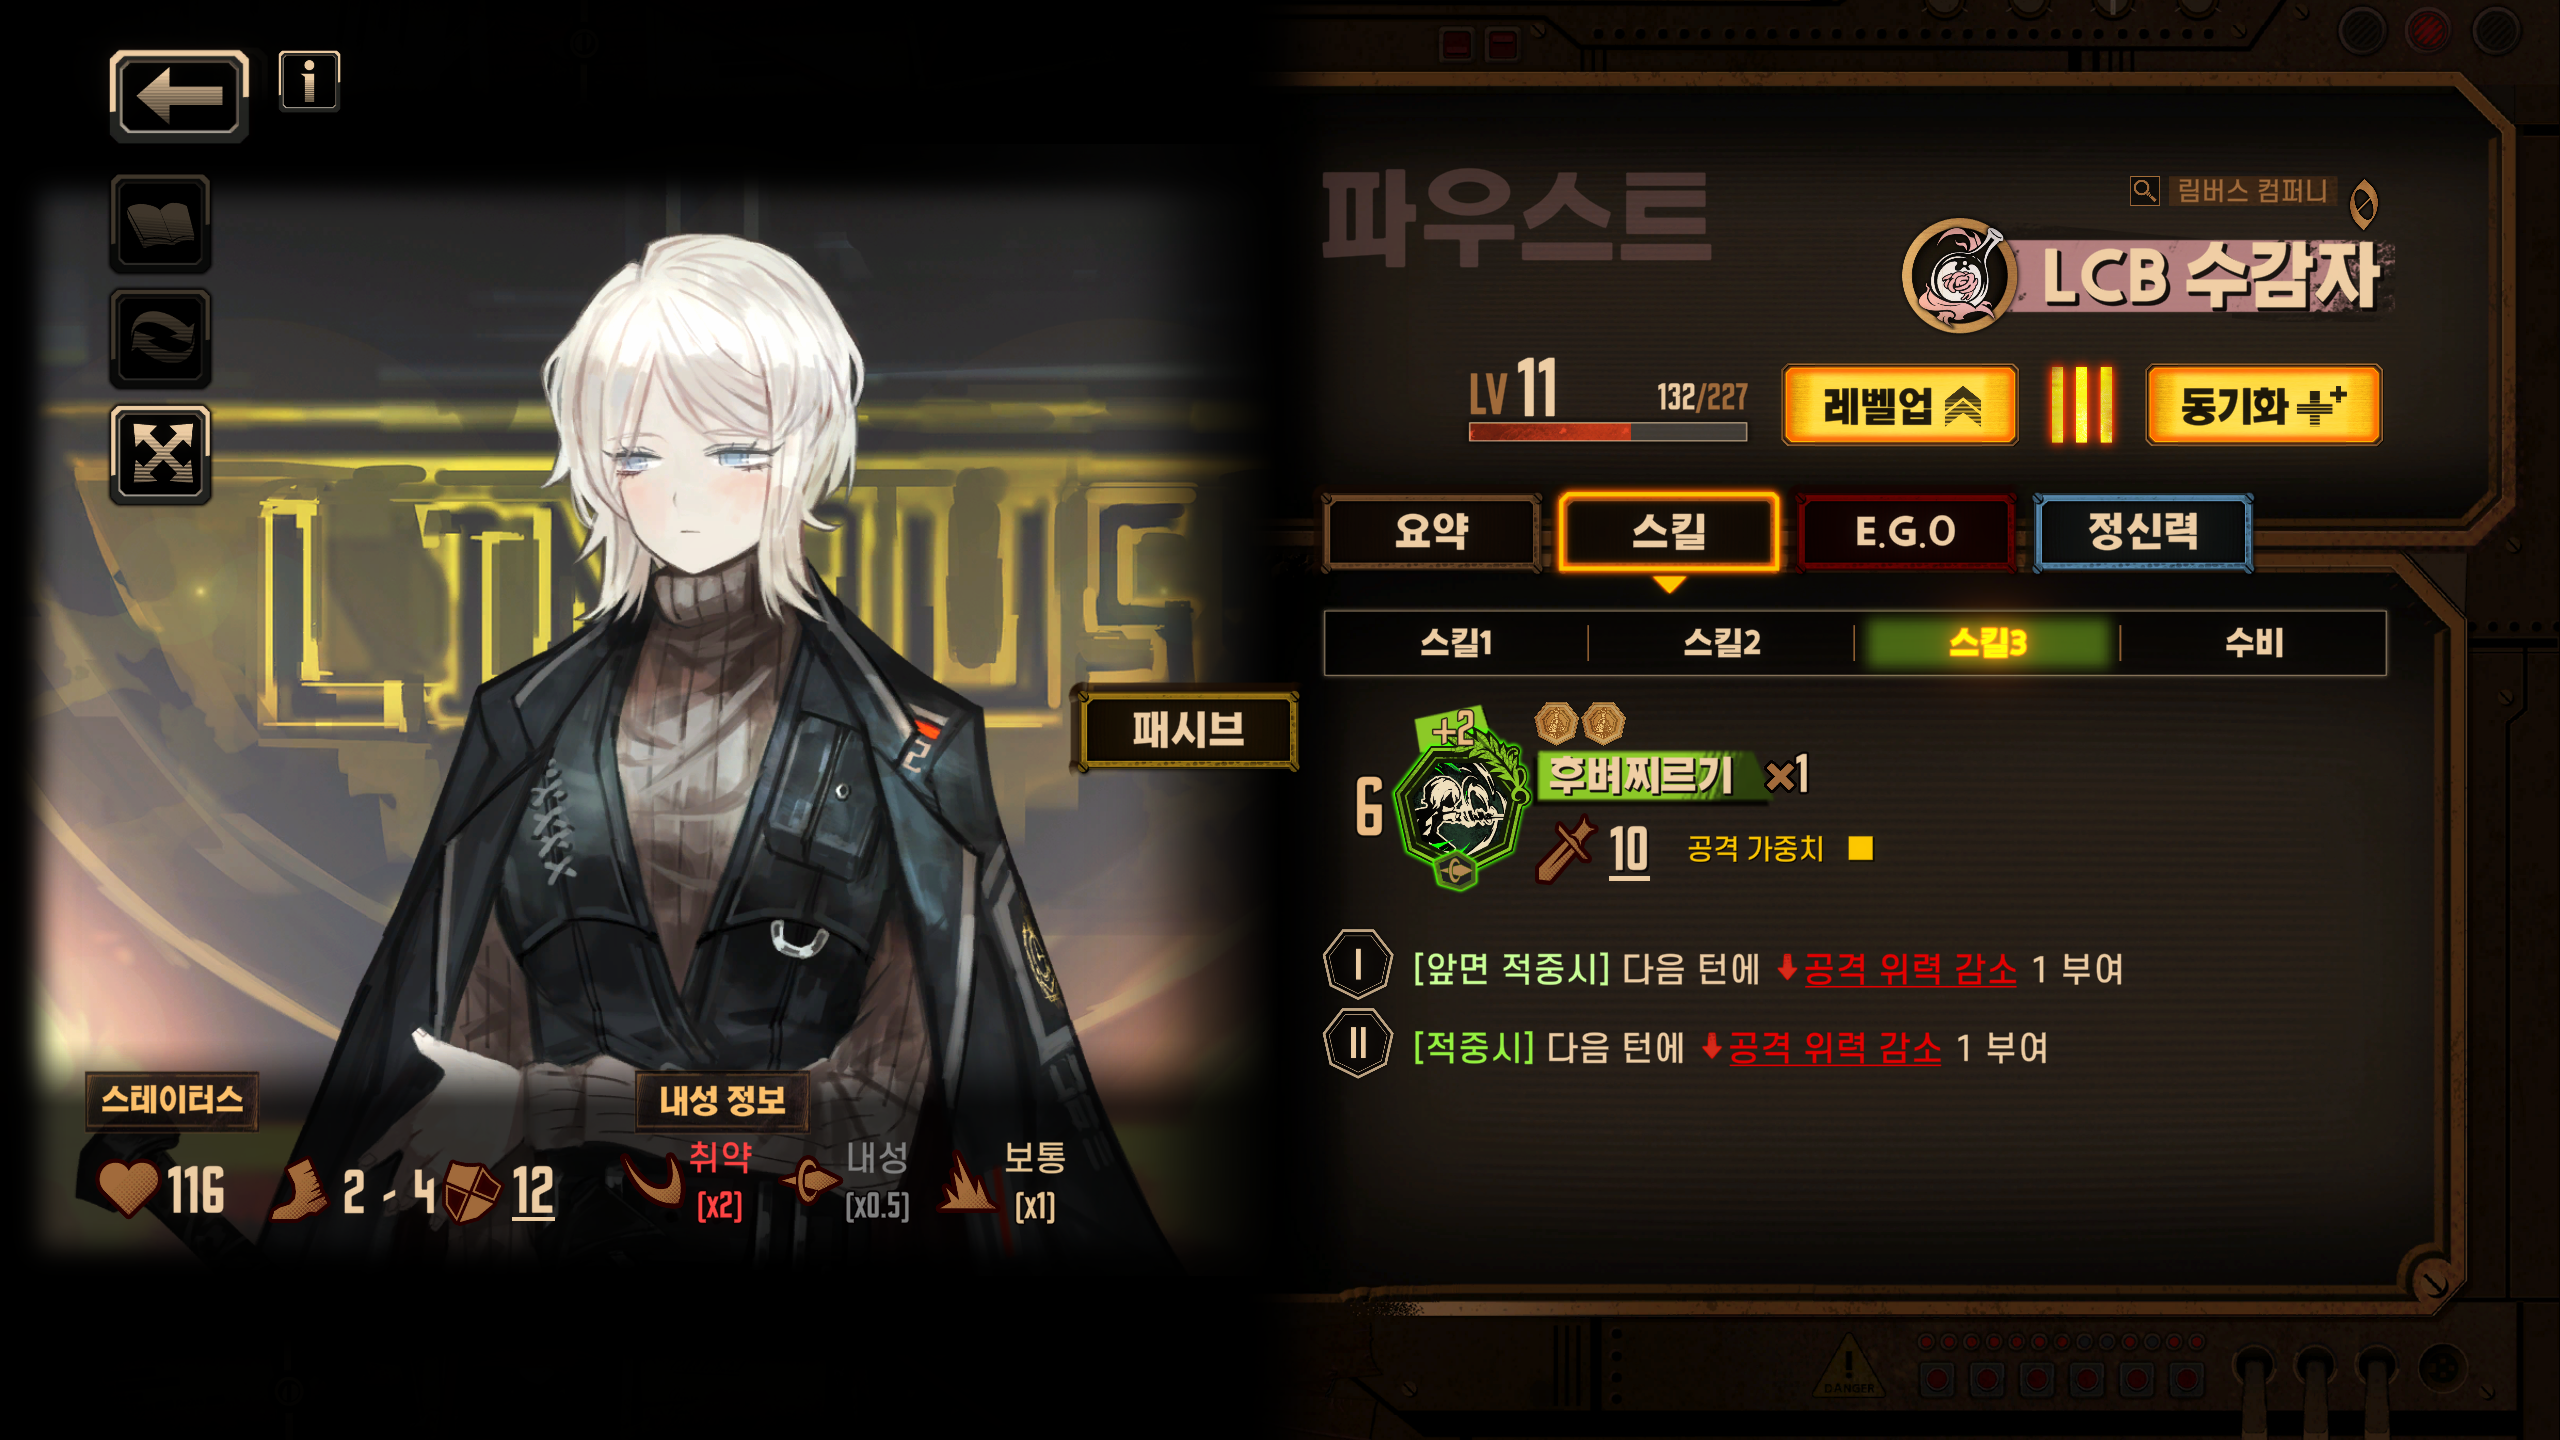 파우스트
림버스 컴퍼니
LCB 수감자
LV 11
132/227
레벨업
동기화
요약
스킬
E.G.O
정신력
스킬1
스킬2
스킬3
수비
패시브
+2
6
후벼찌르기 ×1
10
공격 가중치
I [앞면 적중시] 다음 턴에 공격 위력 감소 1 부여
II [적중시] 다음 턴에 공격 위력 감소 1 부여
2
스테이터스
116
2 - 4
12
내성 정보
취약
[x2]
내성
[x0.5]
보통
[x1]
DANGER